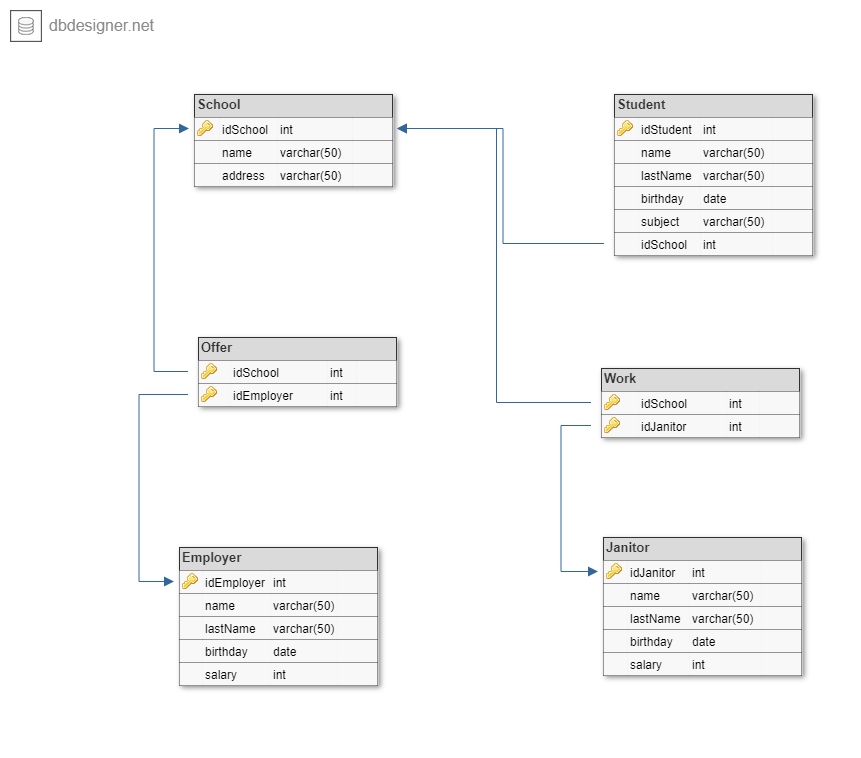 dbdesigner.net
School
idSchool int
name varchar(50)
address varchar(50)
Student
idStudent int
name varchar(50)
lastName varchar(50)
birthday date
subject varchar(50)
idSchool int
Offer
idSchool int
idEmployer int
Work
idSchool int
idJanitor int
Employer
idEmployer int
name varchar(50)
lastName varchar(50)
birthday date
salary int
Janitor
idJanitor int
name varchar(50)
lastName varchar(50)
birthday date
salary int